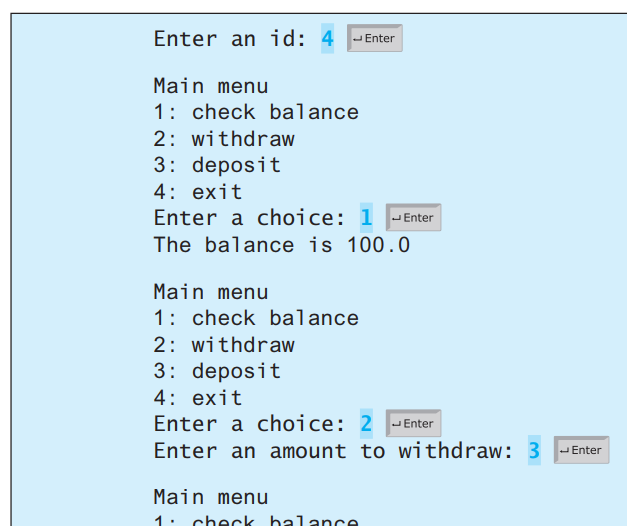 Enter an id: 4 ↵Enter
Main menu
1: check balance
2: withdraw
3: deposit
4: exit
Enter a choice: 1 ↵Enter
The balance is 100.0
Main menu
1: check balance
2: withdraw
3: deposit
4: exit
Enter a choice: 2 ↵Enter
Enter an amount to withdraw: 3 ↵Enter
Main menu
1: check balance